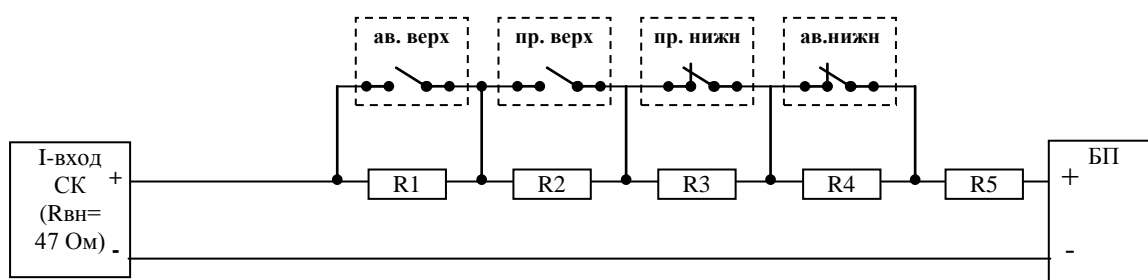 ав. верх
пр. верх
пр. нижн
ав.нижн
I-вход
СК +
(Rвн=
47 Ом) -
R1
R2
R3
R4
R5
БП
+
-